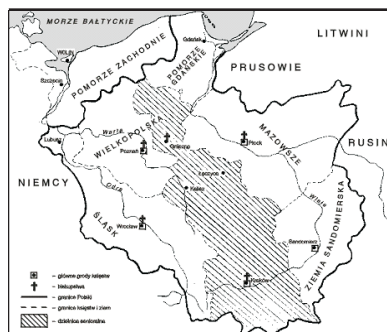 MORZE BAŁTYCKIE
LITWINI
Gdańsk
WOLIN
POMORZE ZACHODNIE
POMORZE GDAŃSKIE
PRUSOWIE
Szczecin
RUSINI
Lubusz
Warta
WIELKOPOLSKA
Gniezno
Poznań
Płock
MAZOWSZE
NIEMCY
Odra
Łęczyca
Kalisz
Wisła
ŚLĄSK
Wrocław
Sandomierz
ZIEMIA SANDOMIERSKA
Kraków
– główne grody książęce
– biskupstwa
– granice Polski
– granice księstw i ziem
– dzielnica senioralna